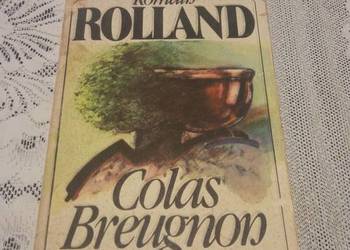 Romain
ROLLAND
Colas
Breugnon